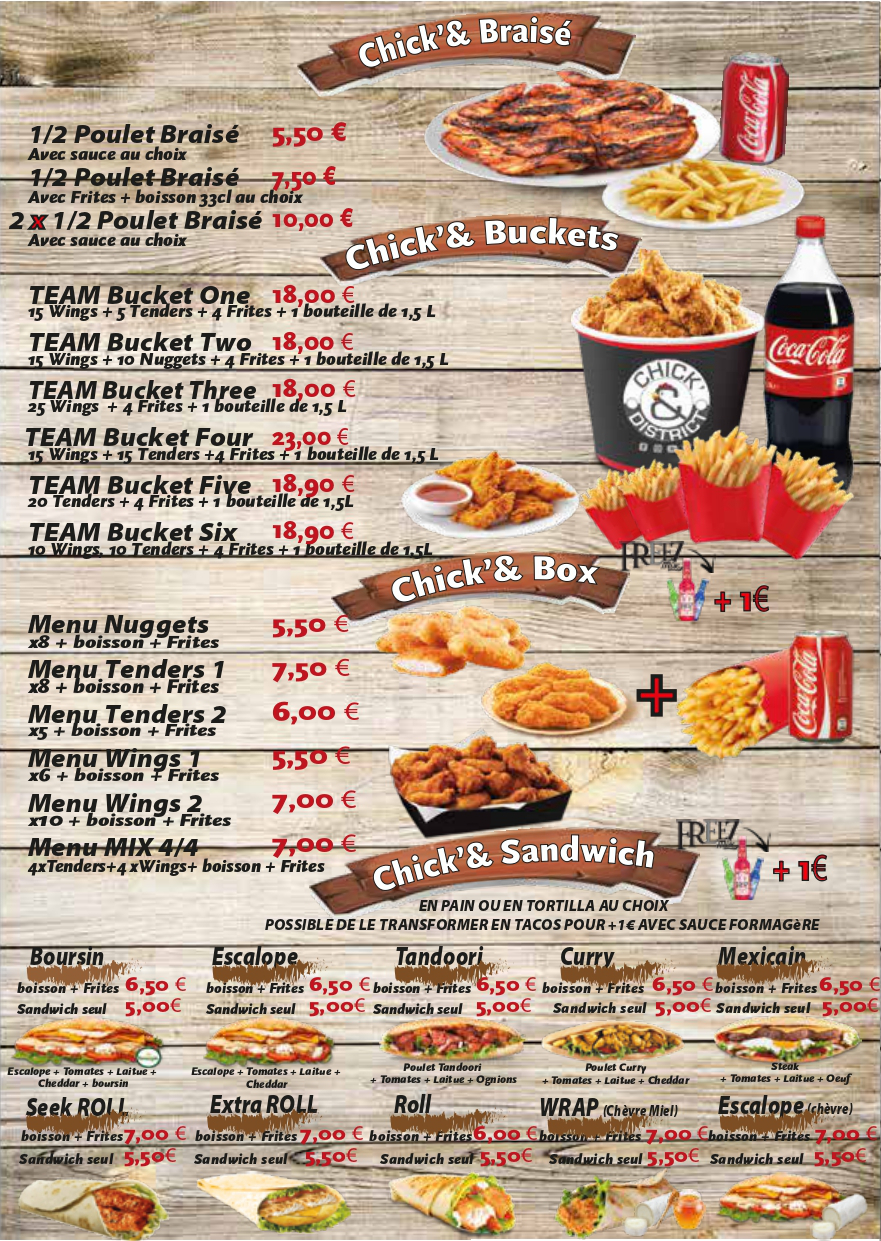 Chick'& Braisé
1/2 Poulet Braisé 5,50 €
Avec sauce au choix
1/2 Poulet Braisé 7,50 €
Avec Frites + boisson 33cl au choix
2 x 1/2 Poulet Braisé 10,00 €
Avec sauce au choix
Coca-Cola
Chick'& Buckets
TEAM Bucket One 18,00 €
15 Wings + 5 Tenders + 4 Frites + 1 bouteille de 1,5 L
TEAM Bucket Two 18,00 €
15 Wings + 10 Nuggets + 4 Frites + 1 bouteille de 1,5 L
TEAM Bucket Three 18,00 €
25 Wings + 4 Frites + 1 bouteille de 1,5 L
TEAM Bucket Four 23,00 €
15 Wings + 15 Tenders +4 Frites + 1 bouteille de 1,5 L
TEAM Bucket Five 18,90 €
20 Tenders + 4 Frites + 1 bouteille de 1,5L
TEAM Bucket Six 18,90 €
10 Wings, 10 Tenders + 4 Frites + 1 bouteille de 1,5L
CHICK'
&
DISTRICT
Coca-Cola
Chick'& Box
FREEZ
+ 1€
Menu Nuggets 5,50 €
x8 + boisson + Frites
Menu Tenders 1 7,50 €
x8 + boisson + Frites
Menu Tenders 2 6,00 €
x5 + boisson + Frites
Menu Wings 1 5,50 €
x6 + boisson + Frites
Menu Wings 2 7,00 €
x10 + boisson + Frites
Menu MIX 4/4 7,00 €
4xTenders+4 xWings+ boisson + Frites
+
Coca-Cola
Chick'& Sandwich
FREEZ
+ 1€
EN PAIN OU EN TORTILLA AU CHOIX
POSSIBLE DE LE TRANSFORMER EN TACOS POUR +1€ AVEC SAUCE FORMAGèRE
Boursin Escalope Tandoori Curry Mexicain
boisson + Frites 6,50 € boisson + Frites 6,50 € boisson + Frites 6,50 € boisson + Frites 6,50 € boisson + Frites 6,50 €
Sandwich seul 5,00€ Sandwich seul 5,00€ Sandwich seul 5,00€ Sandwich seul 5,00€ Sandwich seul 5,00€
Escalope + Tomates + Laitue + Escalope + Tomates + Laitue + Poulet Tandoori Poulet Curry Steak
Cheddar + boursin Cheddar + Tomates + Laitue + Ognions + Tomates + Laitue + Cheddar + Tomates + Laitue + Oeuf
Seek ROLL Extra ROLL Roll WRAP (Chèvre Miel) Escalope (chèvre)
boisson + Frites 7,00 € boisson + Frites 7,00 € boisson + Frites 6,00 € boisson + Frites 7,00 € boisson + Frites 7,00 €
Sandwich seul 5,50€ Sandwich seul 5,50€ Sandwich seul 5,50€ Sandwich seul 5,50€ Sandwich seul 5,50€